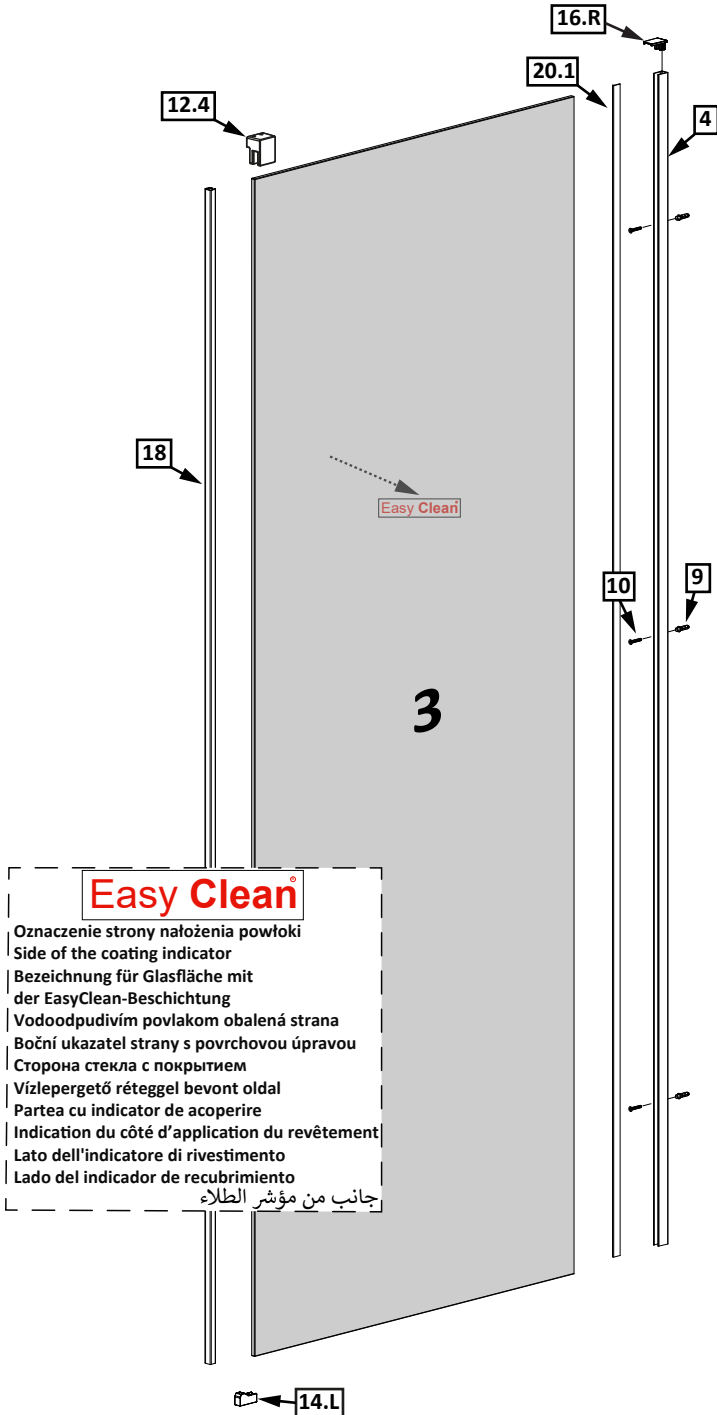 16.R
20.1
12.4
4
18
Easy Clean
10
9
3
Easy Clean
Oznaczenie strony nałożenia powłoki
Side of the coating indicator
Bezeichnung für Glasfläche mit
der EasyClean-Beschichtung
Vodoodpudivím povlakom obalená strana
Boční ukazatel strany s povrchovou úpravou
Сторона стекла с покрытием
Vízlepergető réteggel bevont oldal
Partea cu indicator de acoperire
Indication du côté d'application du revêtement
Lato dell'indicatore di rivestimento
Lado del indicador de recubrimiento
جانب من مؤشر الطلاء
14.L